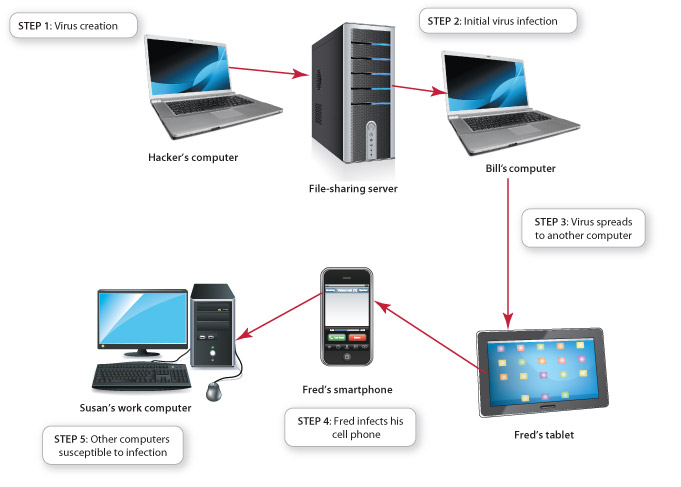 STEP 1: Virus creation
STEP 2: Initial virus infection
Hacker's computer
File-sharing server
Bill's computer
STEP 3: Virus spreads
to another computer
Fred's smartphone
Susan's work computer
STEP 4: Fred infects his
cell phone
Fred's tablet
STEP 5: Other computers
susceptible to infection